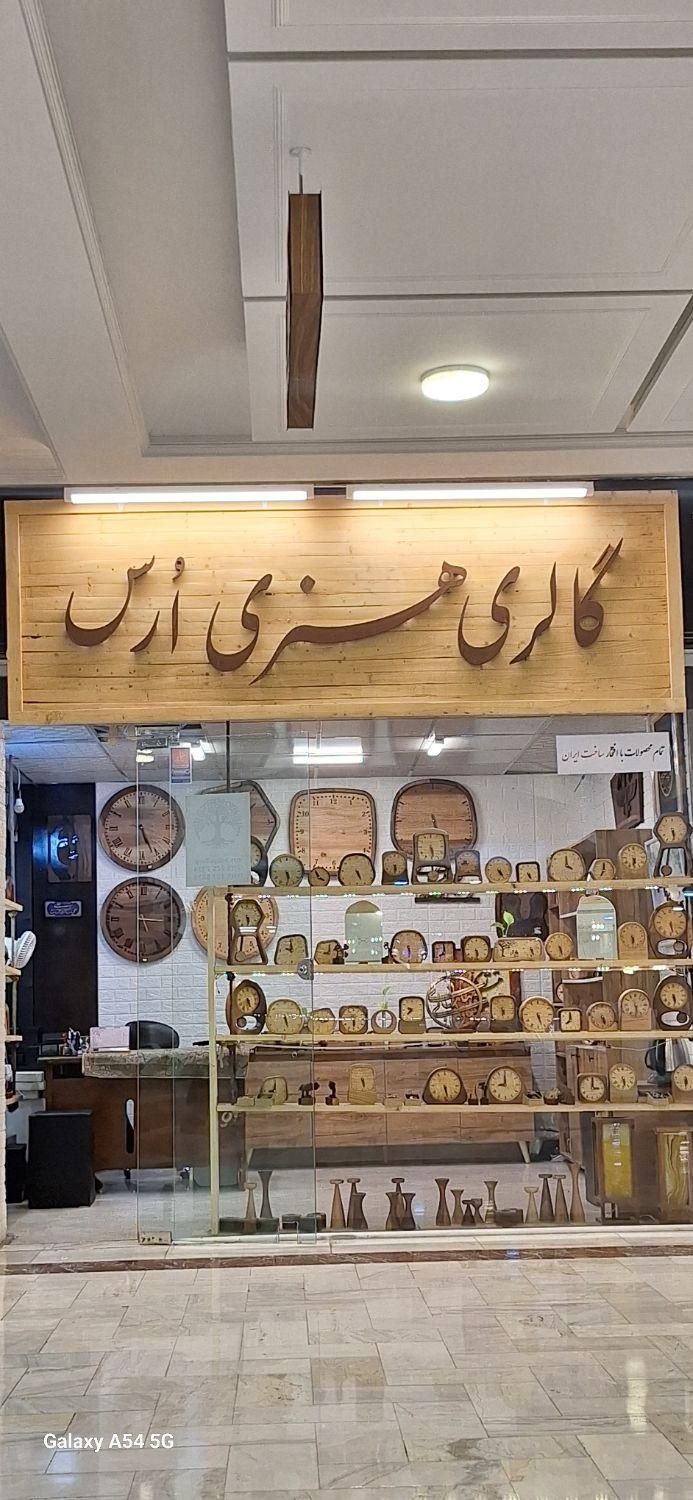 گالری هنری اُرس
تمام محصولات با افتخار ساخت ایران
Galaxy A54 5G